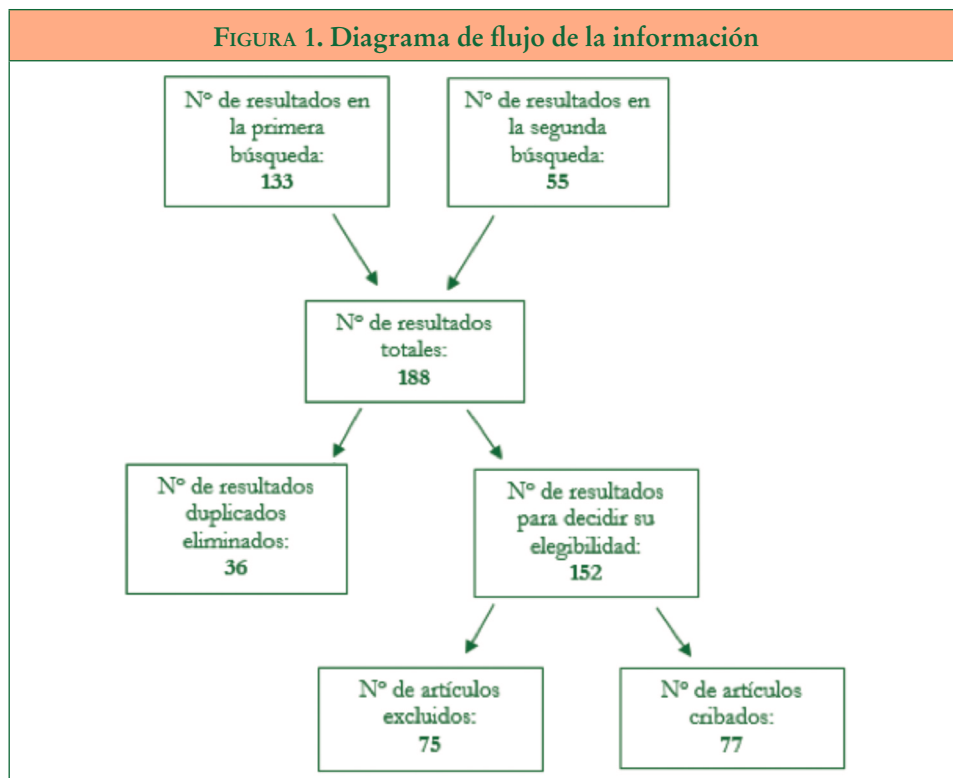 FIGURA 1. Diagrama de flujo de la información
Nº de resultados en
la primera
búsqueda:
133
Nº de resultados en
la segunda
búsqueda:
55
Nº de resultados
totales:
188
Nº de resultados
duplicados
eliminados:
36
Nº de resultados
para decidir su
elegibilidad:
152
Nº de artículos
excluidos:
75
Nº de artículos
cribados:
77